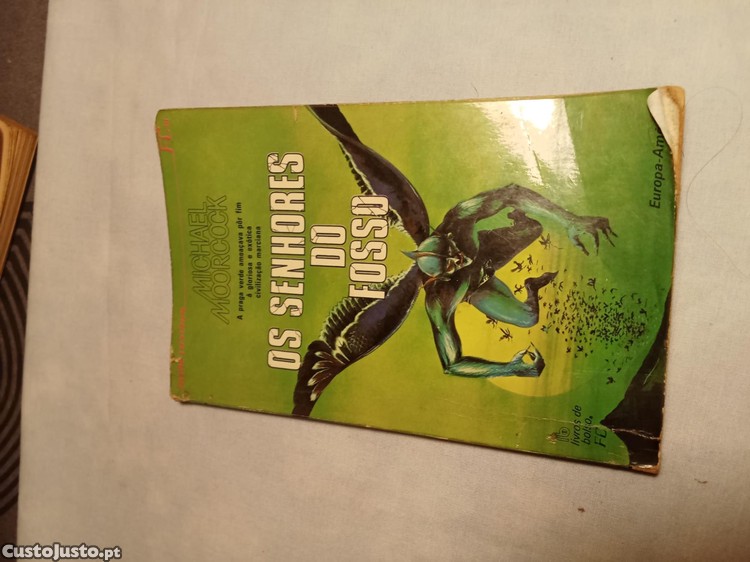 MICHAEL
MOORCOCK
A praga verde ameaçava pôr fim
à gloriosa e exótica
civilização marciana
OS SENHORES
DO
FOSSO
livros de
bolso
FC
Europa-Am
CustoJusto.pt